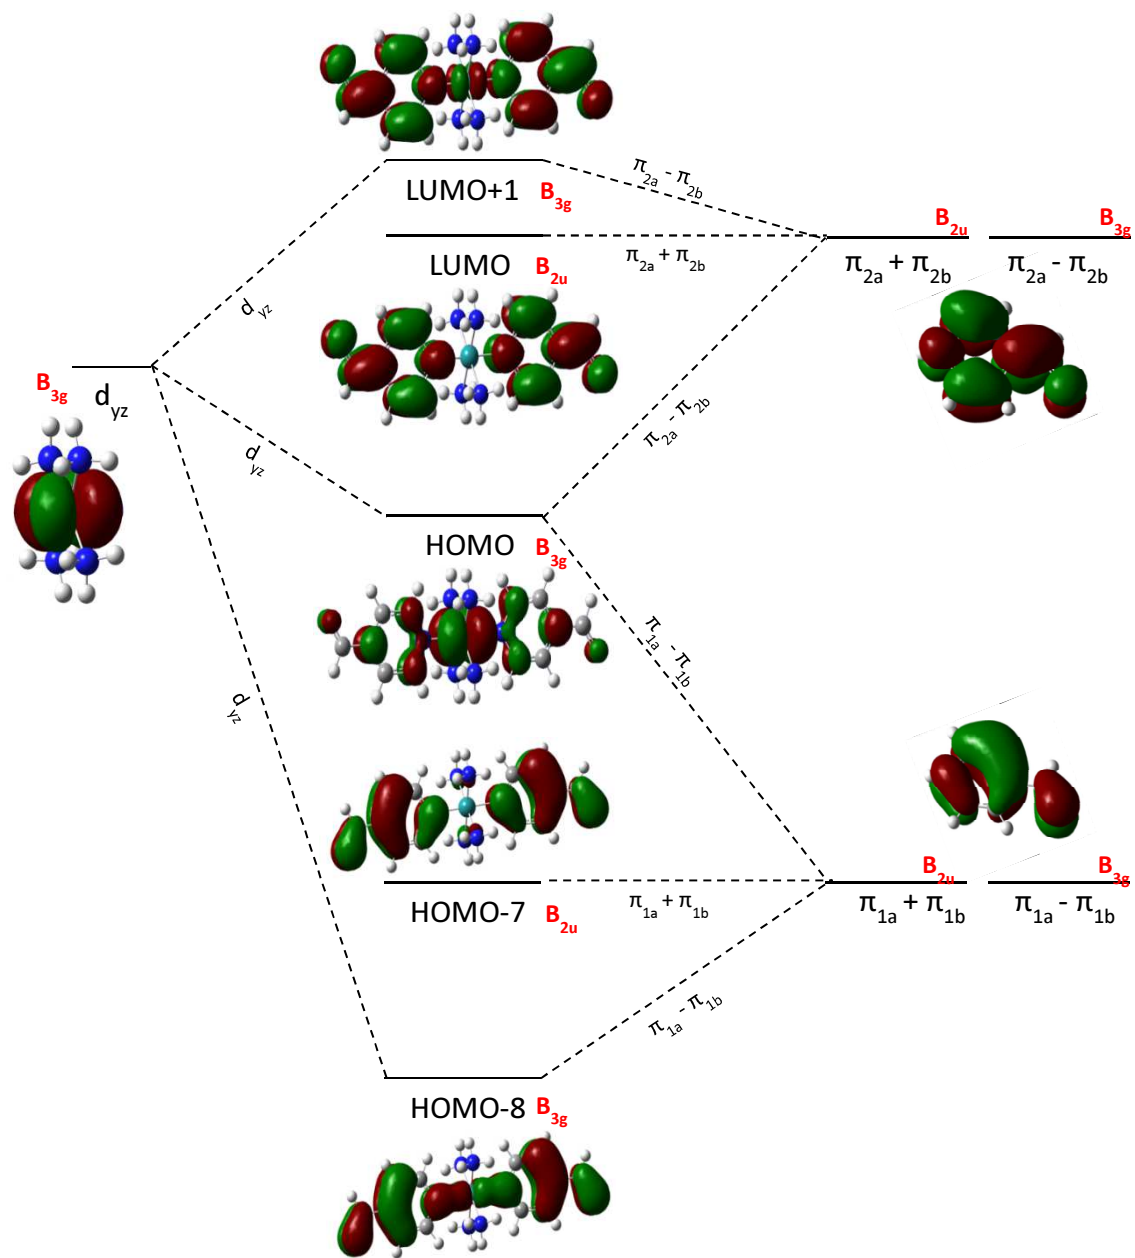 π₂ₐ - π₂b
LUMO+1 B₃g
B₂u
B₃g
π₂ₐ + π₂b
π₂ₐ + π₂b
π₂ₐ - π₂b
LUMO B₂u
dyz
B₃g
dyz
π₂ₐ - π₂b
dyz
HOMO B₃g
π₁ₐ - π₁b
dyz
B₂u
B₃g
HOMO-7 B₂u
π₁ₐ + π₁b
π₁ₐ + π₁b
π₁ₐ - π₁b
π₁ₐ - π₁b
HOMO-8 B₃g